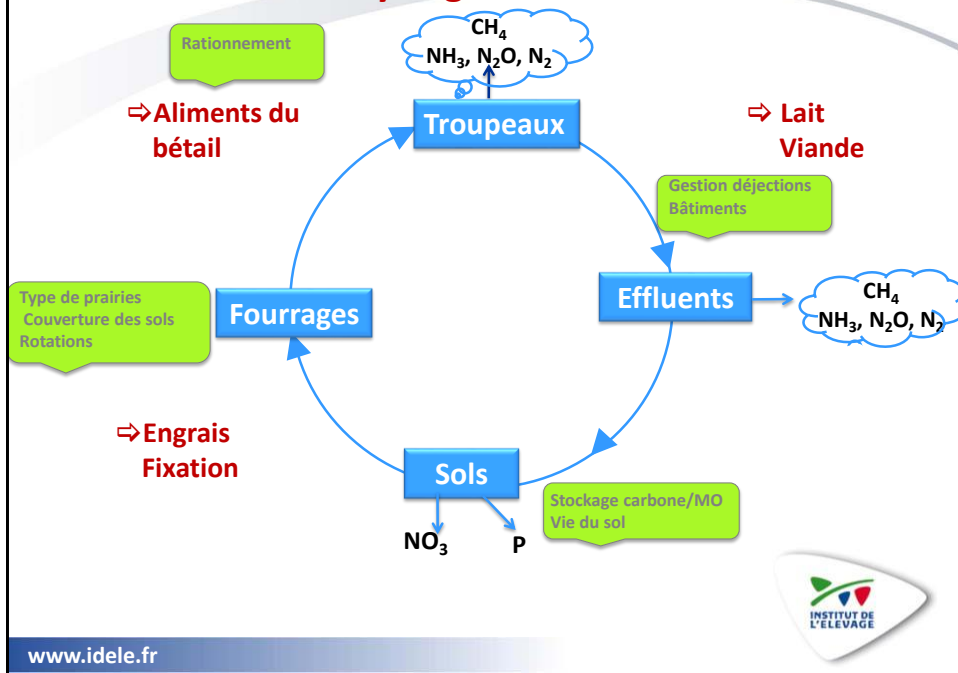 CH4
NH3, N2O, N2
Rationnement
⇨Aliments du
bétail
Troupeaux
⇨ Lait
Viande
Gestion déjections
Bâtiments
Effluents
CH4
NH3, N2O, N2
Type de prairies
Couverture des sols
Rotations
Fourrages
⇨Engrais
Fixation
Sols
Stockage carbone/MO
Vie du sol
NO3
P
INSTITUT DE
L'ELEVAGE
www.idele.fr